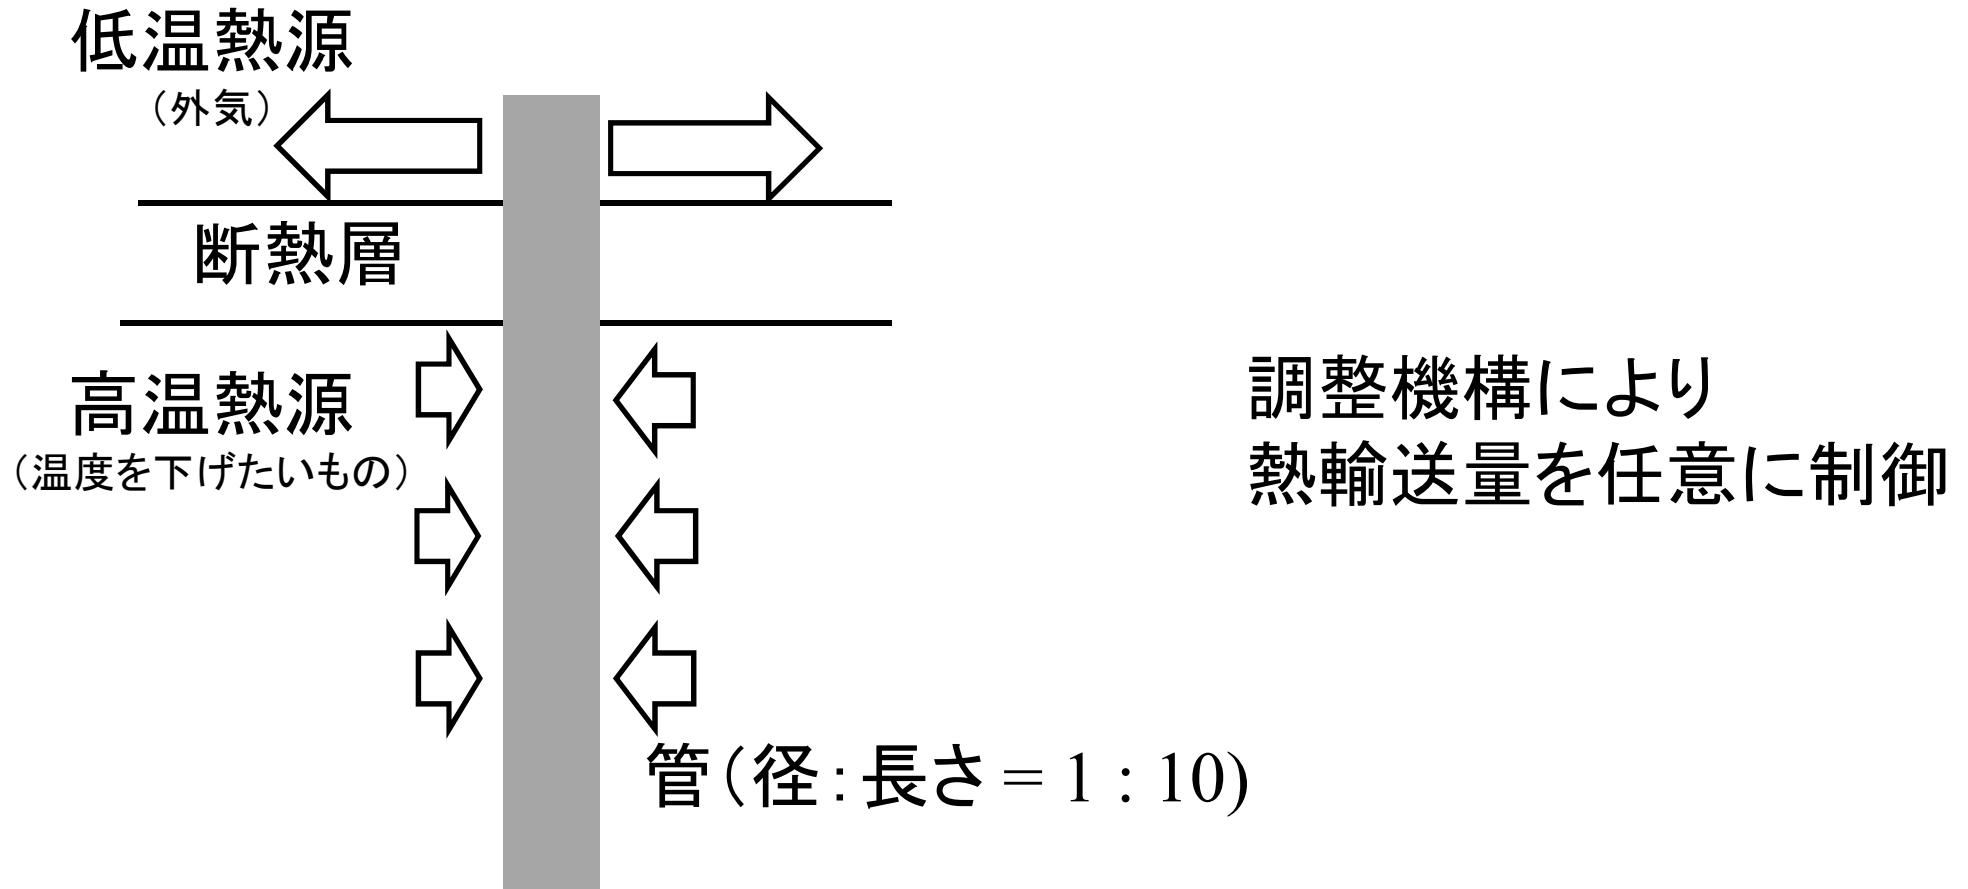 低温熱源
（外気）
断熱層
高温熱源
（温度を下げたいもの）
調整機構により
熱輸送量を任意に制御
管（径：長さ = 1：10)